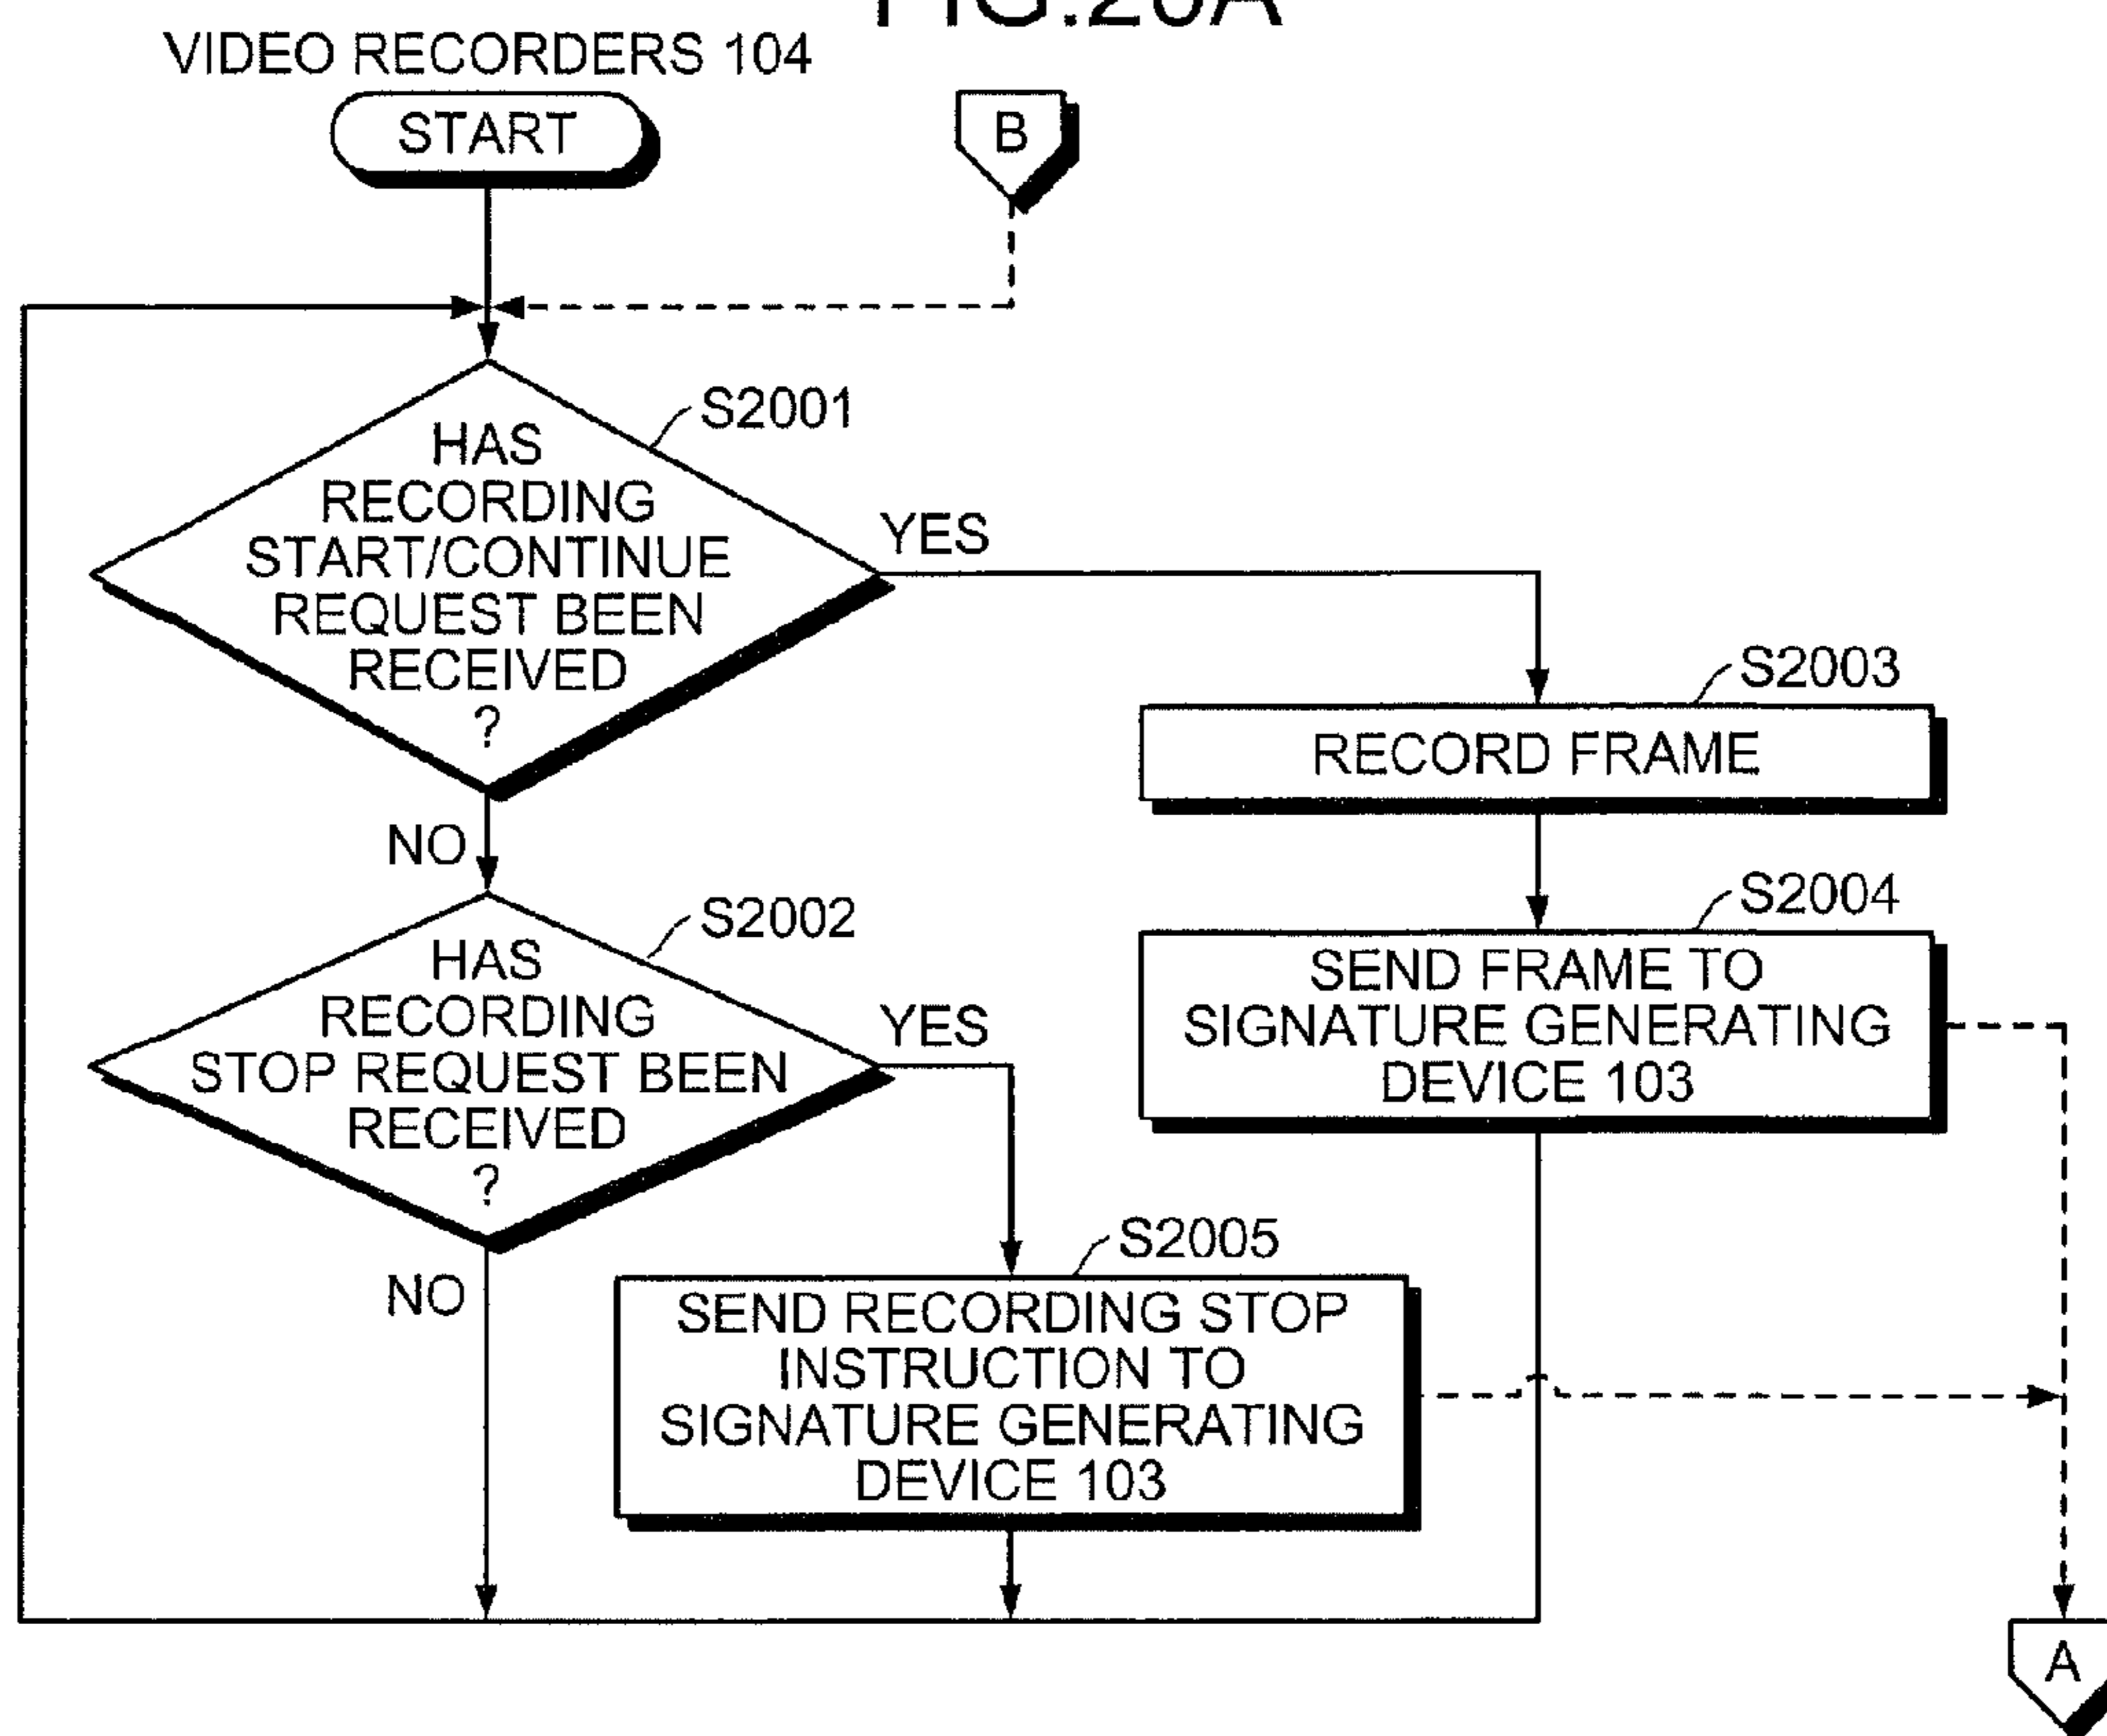 FIG.20A
VIDEO RECORDERS 104
START
B
S2001
HAS
RECORDING
START/CONTINUE
REQUEST BEEN
RECEIVED
?
YES
NO
S2003
RECORD FRAME
S2004
SEND FRAME TO
SIGNATURE GENERATING
DEVICE 103
S2002
HAS
RECORDING
STOP REQUEST BEEN
RECEIVED
?
YES
NO
S2005
SEND RECORDING STOP
INSTRUCTION TO
SIGNATURE GENERATING
DEVICE 103
A